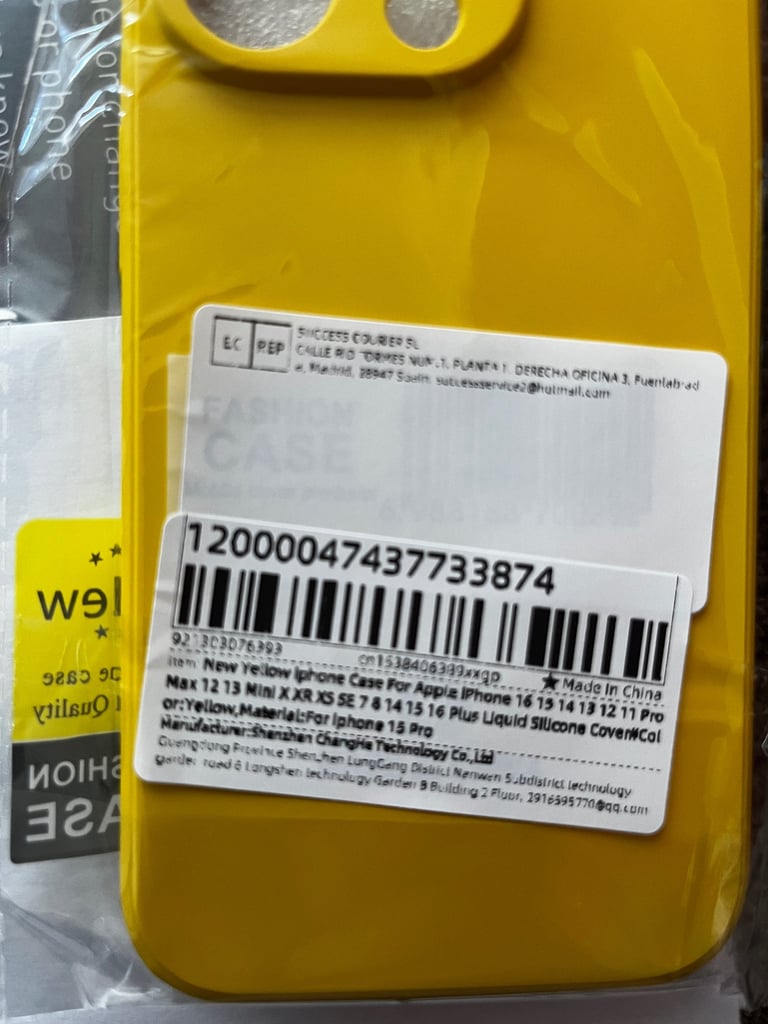 or phone
know
EC REP
SUCCESS COURIER SL
CALLE RIO TORMES NUM.1, PLANTA 1, DERECHA OFICINA 3, Fuenlabrad
a, Madrid, 28947 Spain, successservice2@hotmail.com
FASHION
CASE
12000047437733874
921303076393
cn1538406399xxqp
★ Made In China
Item: New Yellow Iphone Case For Apple IPhone 16 15 14 13 12 11 Pro
Max 12 13 Mini X XR XS SE 7 8 14 15 16 Plus Liquid Silicone Cover#Col
or:Yellow,Material:For Iphone 15 Pro
Manufacturer:Shenzhen ChangHe Technology Co.,Ltd
Guangdong Province Shenzhen LongGang District Nanwan Subdistrict technology
garden road 6 Longshen technology Garden B Building 2 Floor, 2916595770@qq.com
case
Quality
CASE